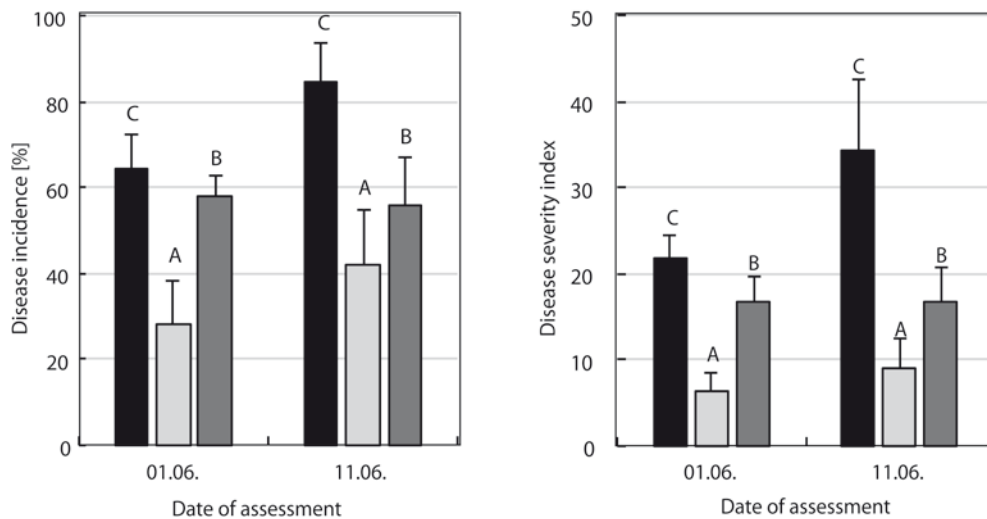 Disease incidence [%]
100
80
60
40
20
0
C
A
B
C
A
B
01.06.
11.06.
Date of assessment
Disease severity index
50
40
30
20
10
0
C
A
B
C
A
B
01.06.
11.06.
Date of assessment